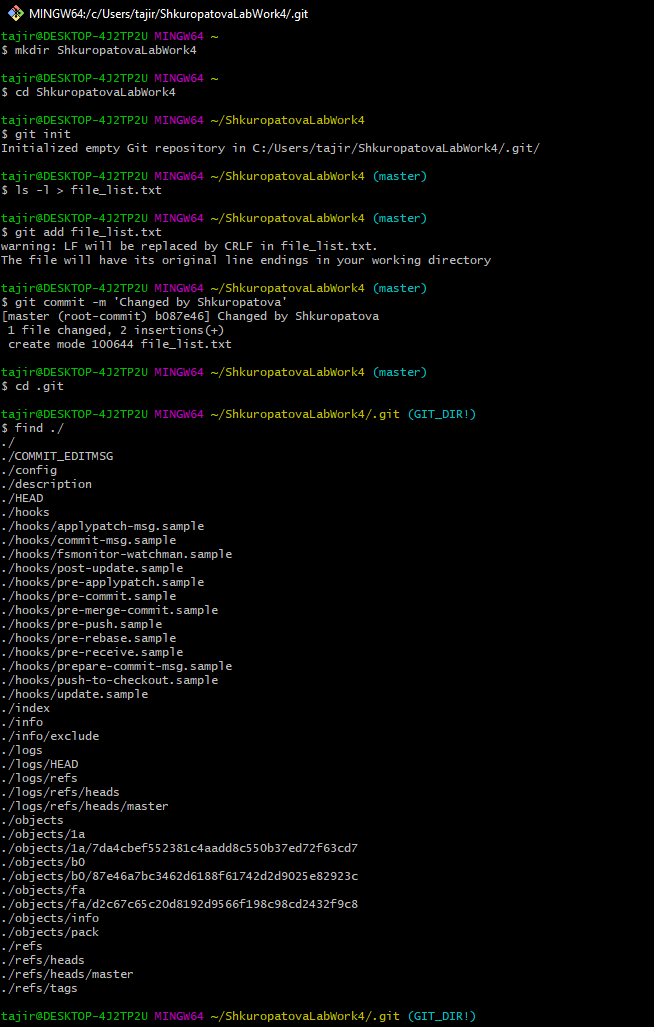 MINGW64:/c/Users/tajir/ShkuropatovaLabWork4/.git
tajir@DESKTOP-4J2TP2U MINGW64 ~
$ mkdir ShkuropatovaLabWork4
tajir@DESKTOP-4J2TP2U MINGW64 ~
$ cd ShkuropatovaLabWork4
tajir@DESKTOP-4J2TP2U MINGW64 ~/ShkuropatovaLabWork4
$ git init
Initialized empty Git repository in C:/Users/tajir/ShkuropatovaLabWork4/.git/
tajir@DESKTOP-4J2TP2U MINGW64 ~/ShkuropatovaLabWork4 (master)
$ ls -l > file_list.txt
tajir@DESKTOP-4J2TP2U MINGW64 ~/ShkuropatovaLabWork4 (master)
$ git add file_list.txt
warning: LF will be replaced by CRLF in file_list.txt.
The file will have its original line endings in your working directory
tajir@DESKTOP-4J2TP2U MINGW64 ~/ShkuropatovaLabWork4 (master)
$ git commit -m 'Changed by Shkuropatova'
[master (root-commit) b087e46] Changed by Shkuropatova
 1 file changed, 2 insertions(+)
 create mode 100644 file_list.txt
tajir@DESKTOP-4J2TP2U MINGW64 ~/ShkuropatovaLabWork4 (master)
$ cd .git
tajir@DESKTOP-4J2TP2U MINGW64 ~/ShkuropatovaLabWork4/.git (GIT_DIR!)
$ find ./
./
./COMMIT_EDITMSG
./config
./description
./HEAD
./hooks
./hooks/applypatch-msg.sample
./hooks/commit-msg.sample
./hooks/fsmonitor-watchman.sample
./hooks/post-update.sample
./hooks/pre-applypatch.sample
./hooks/pre-commit.sample
./hooks/pre-merge-commit.sample
./hooks/pre-push.sample
./hooks/pre-rebase.sample
./hooks/pre-receive.sample
./hooks/prepare-commit-msg.sample
./hooks/push-to-checkout.sample
./hooks/update.sample
./index
./info
./info/exclude
./logs
./logs/HEAD
./logs/refs
./logs/refs/heads
./logs/refs/heads/master
./objects
./objects/1a
./objects/1a/7da4cbef552381c4aadd8c550b37ed72f63cd7
./objects/b0
./objects/b0/87e46a7bc3462d6188f61742d2d9025e82923c
./objects/fa
./objects/fa/d2c67c65c20d8192d9566f198c98cd2432f9c8
./objects/info
./objects/pack
./refs
./refs/heads
./refs/heads/master
./refs/tags
tajir@DESKTOP-4J2TP2U MINGW64 ~/ShkuropatovaLabWork4/.git (GIT_DIR!)